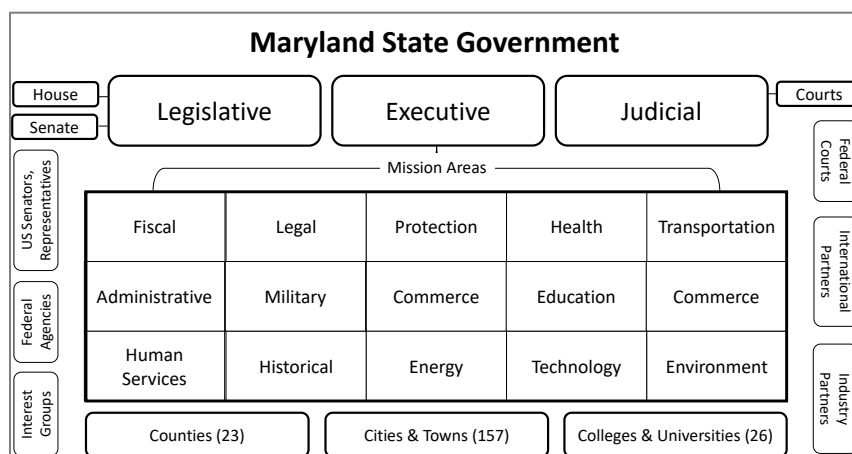 Maryland State Government
House
Senate
Legislative
Executive
Judicial
Courts
Mission Areas
US Senators,
Representatives
Federal
Agencies
Interest
Groups
Fiscal
Legal
Protection
Health
Transportation
Administrative
Military
Commerce
Education
Commerce
Human
Services
Historical
Energy
Technology
Environment
Federal
Courts
International
Partners
Industry
Partners
Counties (23)
Cities & Towns (157)
Colleges & Universities (26)